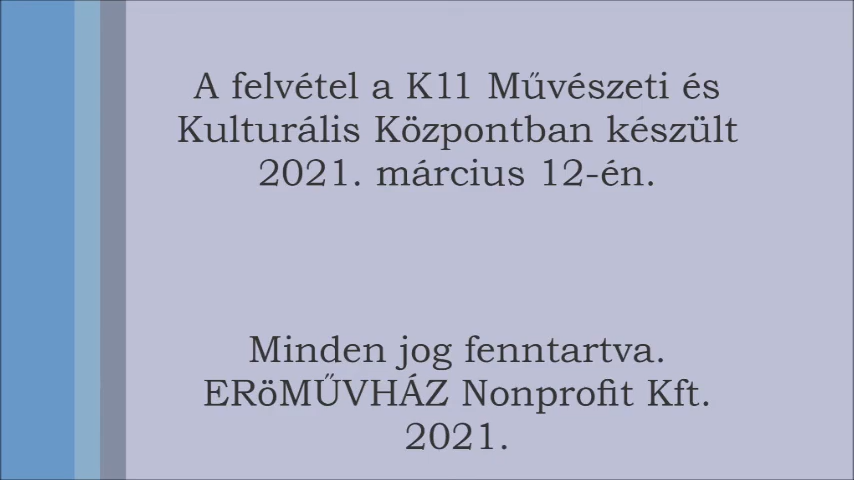 A felvétel a K11 Művészeti és
Kulturális Központban készült
2021. március 12-én.
Minden jog fenntartva.
ERöMŰVHÁZ Nonprofit Kft.
2021.